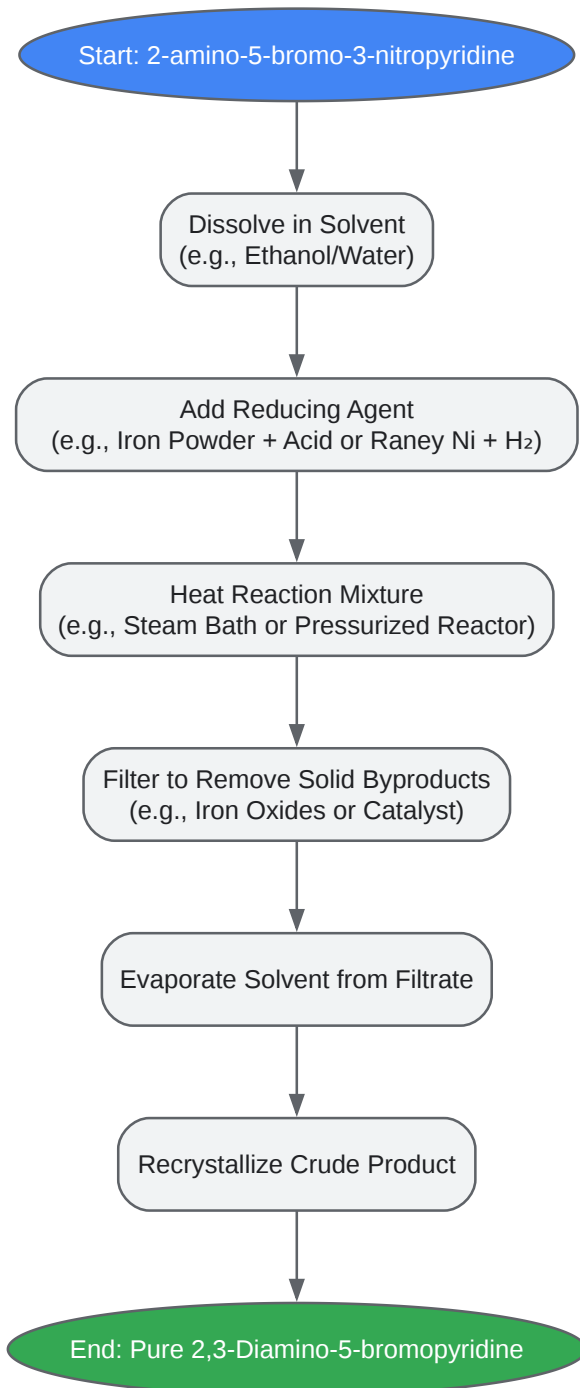 Start: 2-amino-5-bromo-3-nitropyridine
Dissolve in Solvent
(e.g., Ethanol/Water)
Add Reducing Agent
(e.g., Iron Powder + Acid or Raney Ni + H₂)
Heat Reaction Mixture
(e.g., Steam Bath or Pressurized Reactor)
Filter to Remove Solid Byproducts
(e.g., Iron Oxides or Catalyst)
Evaporate Solvent from Filtrate
Recrystallize Crude Product
End: Pure 2,3-Diamino-5-bromopyridine